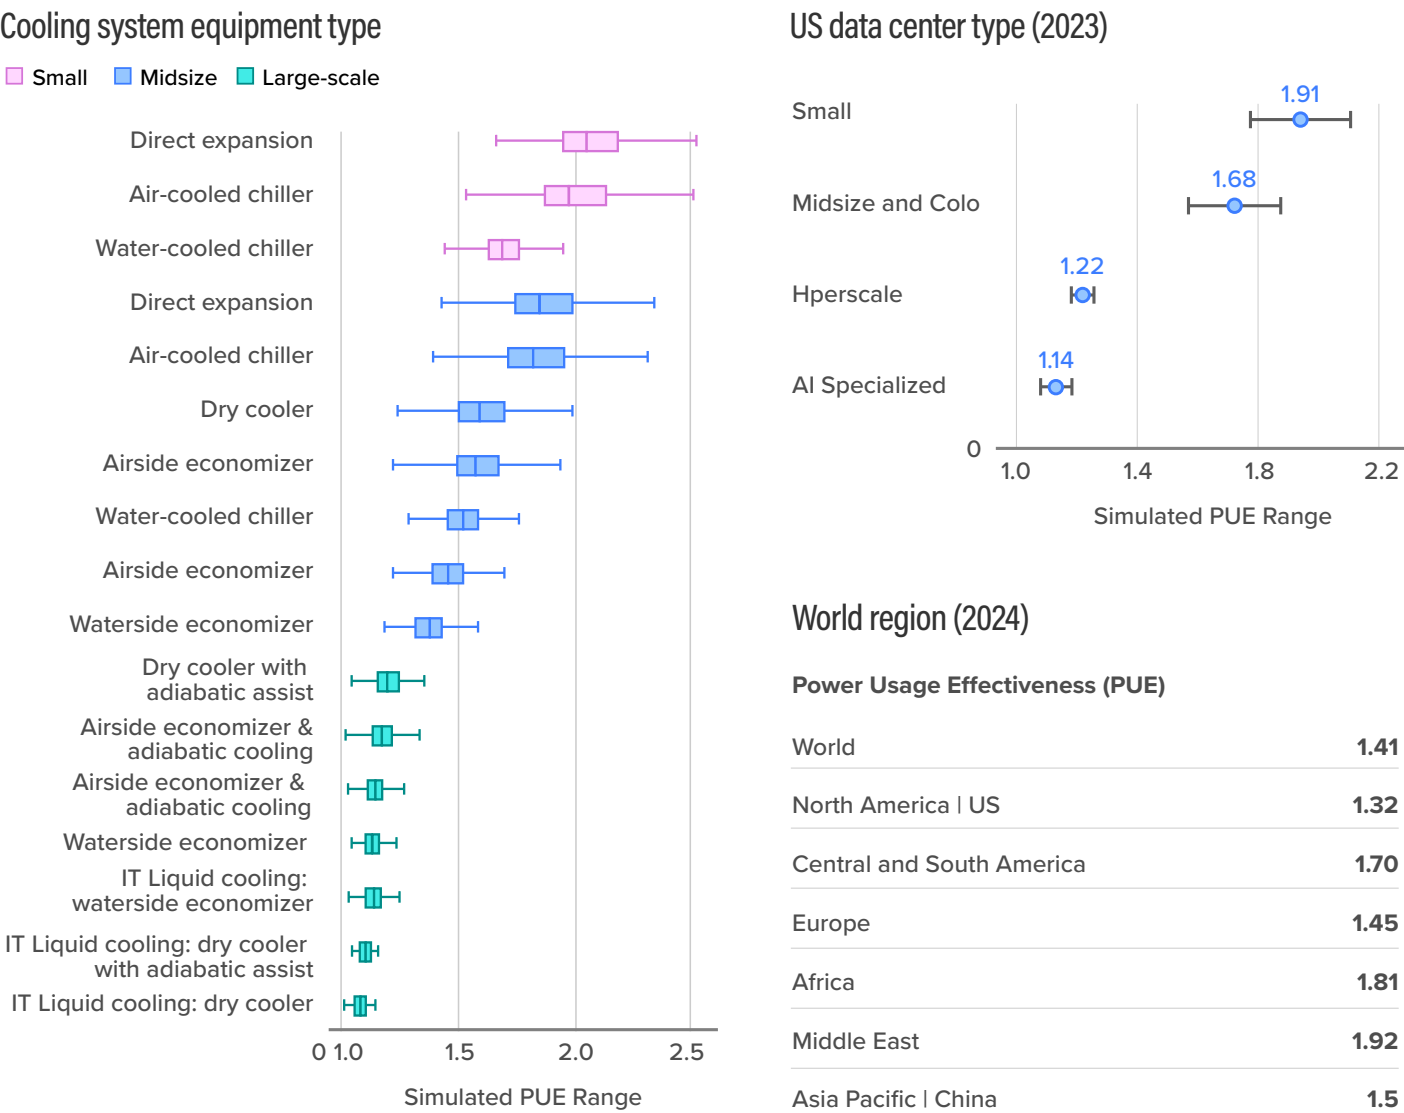 Cooling system equipment type
Small Midsize Large-scale
Direct expansion
Air-cooled chiller
Water-cooled chiller
Direct expansion
Air-cooled chiller
Dry cooler
Airside economizer
Water-cooled chiller
Airside economizer
Waterside economizer
Dry cooler with
adiabatic assist
Airside economizer &
adiabatic cooling
Airside economizer &
adiabatic cooling
Waterside economizer
IT Liquid cooling:
waterside economizer
IT Liquid cooling: dry cooler
with adiabatic assist
IT Liquid cooling: dry cooler
0 1.0 1.5 2.0 2.5
Simulated PUE Range
US data center type (2023)
Small
1.91
Midsize and Colo
1.68
Hperscale
1.22
AI Specialized
1.14
0
1.0 1.4 1.8 2.2
Simulated PUE Range
World region (2024)
Power Usage Effectiveness (PUE)
World 1.41
North America | US 1.32
Central and South America 1.70
Europe 1.45
Africa 1.81
Middle East 1.92
Asia Pacific | China 1.5